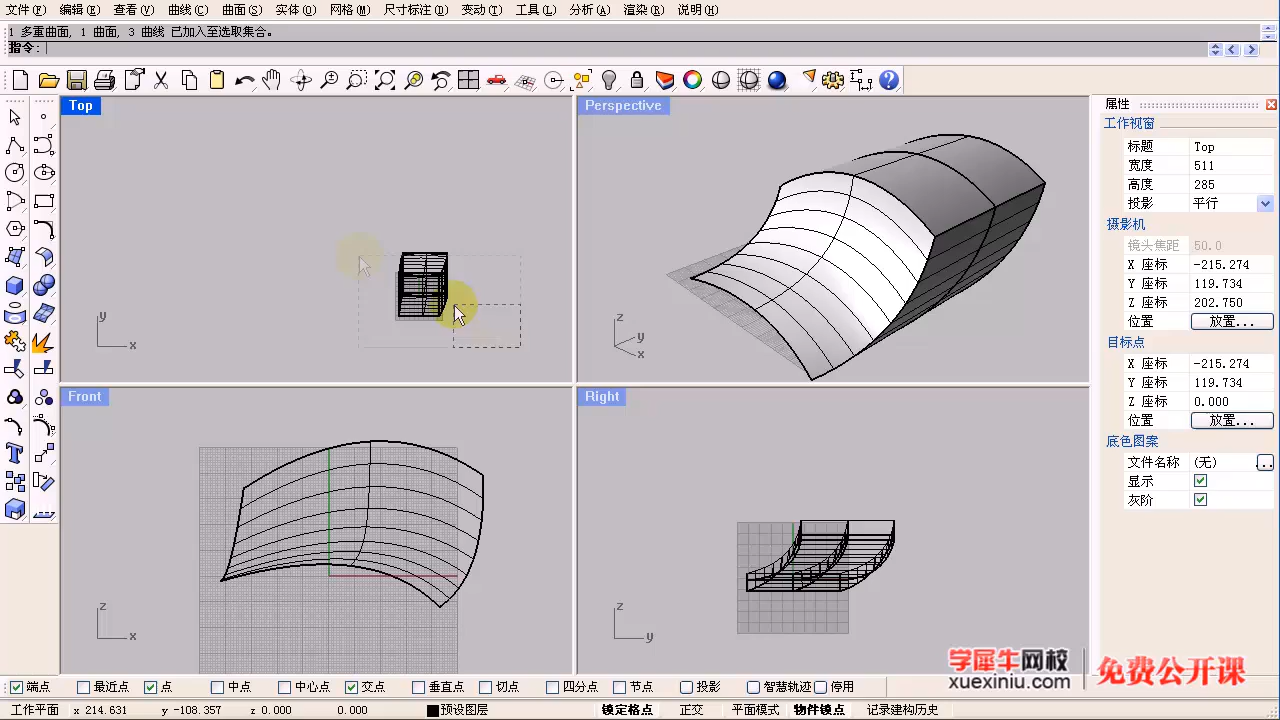 文件(F) 编辑(E) 查看(V) 曲线(C) 曲面(S) 实体(O) 网格(M) 尺寸标注(D) 变动(T) 工具(L) 分析(A) 渲染(R) 说明(H)
1 多重曲面, 1 曲面, 3 曲线 已加入至选取集合。
指令:
Top
Perspective
Front
Right
y
x
z
y
x
z
x
z
y
属性
工作视窗
标题 Top
宽度 511
高度 285
投影 平行
摄影机
镜头焦距 50.0
X 座标 -215.274
Y 座标 119.734
Z 座标 202.750
位置 放置...
目标点
X 座标 -215.274
Y 座标 119.734
Z 座标 0.000
位置 放置...
底色图案
文件名称 (无) ...
显示
灰阶
学犀牛网校
xuexiniu.com
免费公开课
端点 最近点 点 中点 中心点 交点 垂直点 切点 四分点 节点 投影 智慧轨迹 停用
工作平面 x 214.631 y -108.357 z 0.000 0.000 预设图层 锁定格点 正交 平面模式 物件锁点 记录建构历史